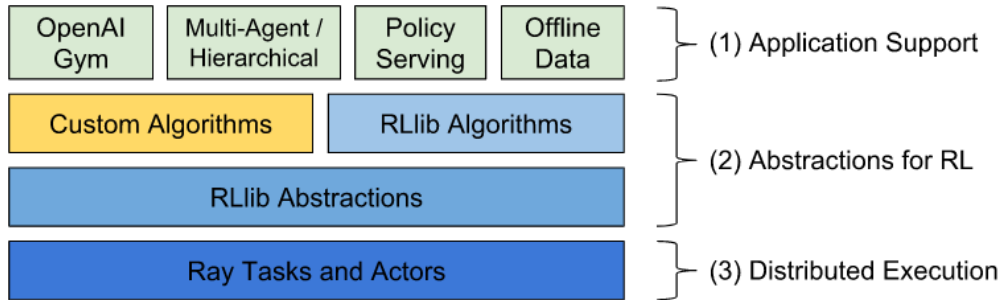 OpenAI
Gym
Multi-Agent /
Hierarchical
Policy
Serving
Offline
Data
(1) Application Support
Custom Algorithms
RLlib Algorithms
(2) Abstractions for RL
RLlib Abstractions
Ray Tasks and Actors
(3) Distributed Execution